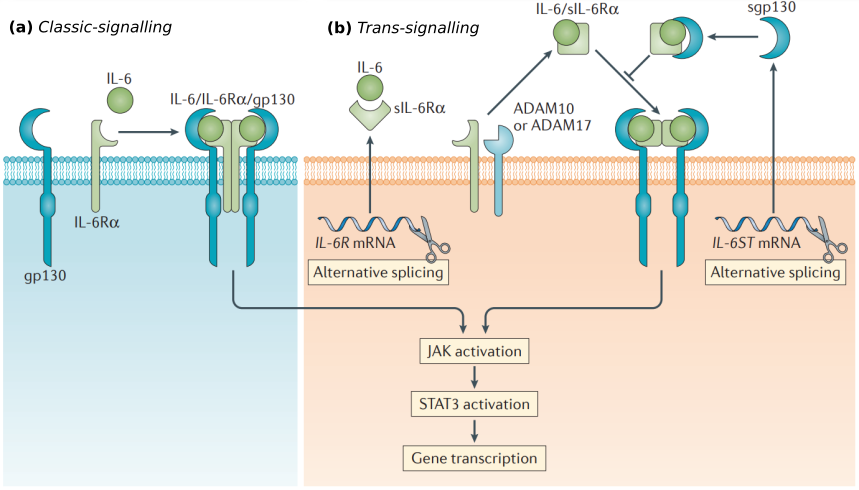 (a) Classic-signalling
IL-6
IL-6/IL-6Rα/gp130
IL-6Rα
gp130
(b) Trans-signalling
IL-6/sIL-6Rα
sgp130
IL-6
sIL-6Rα
ADAM10
or ADAM17
IL-6R mRNA
Alternative splicing
IL-6ST mRNA
Alternative splicing
JAK activation
STAT3 activation
Gene transcription